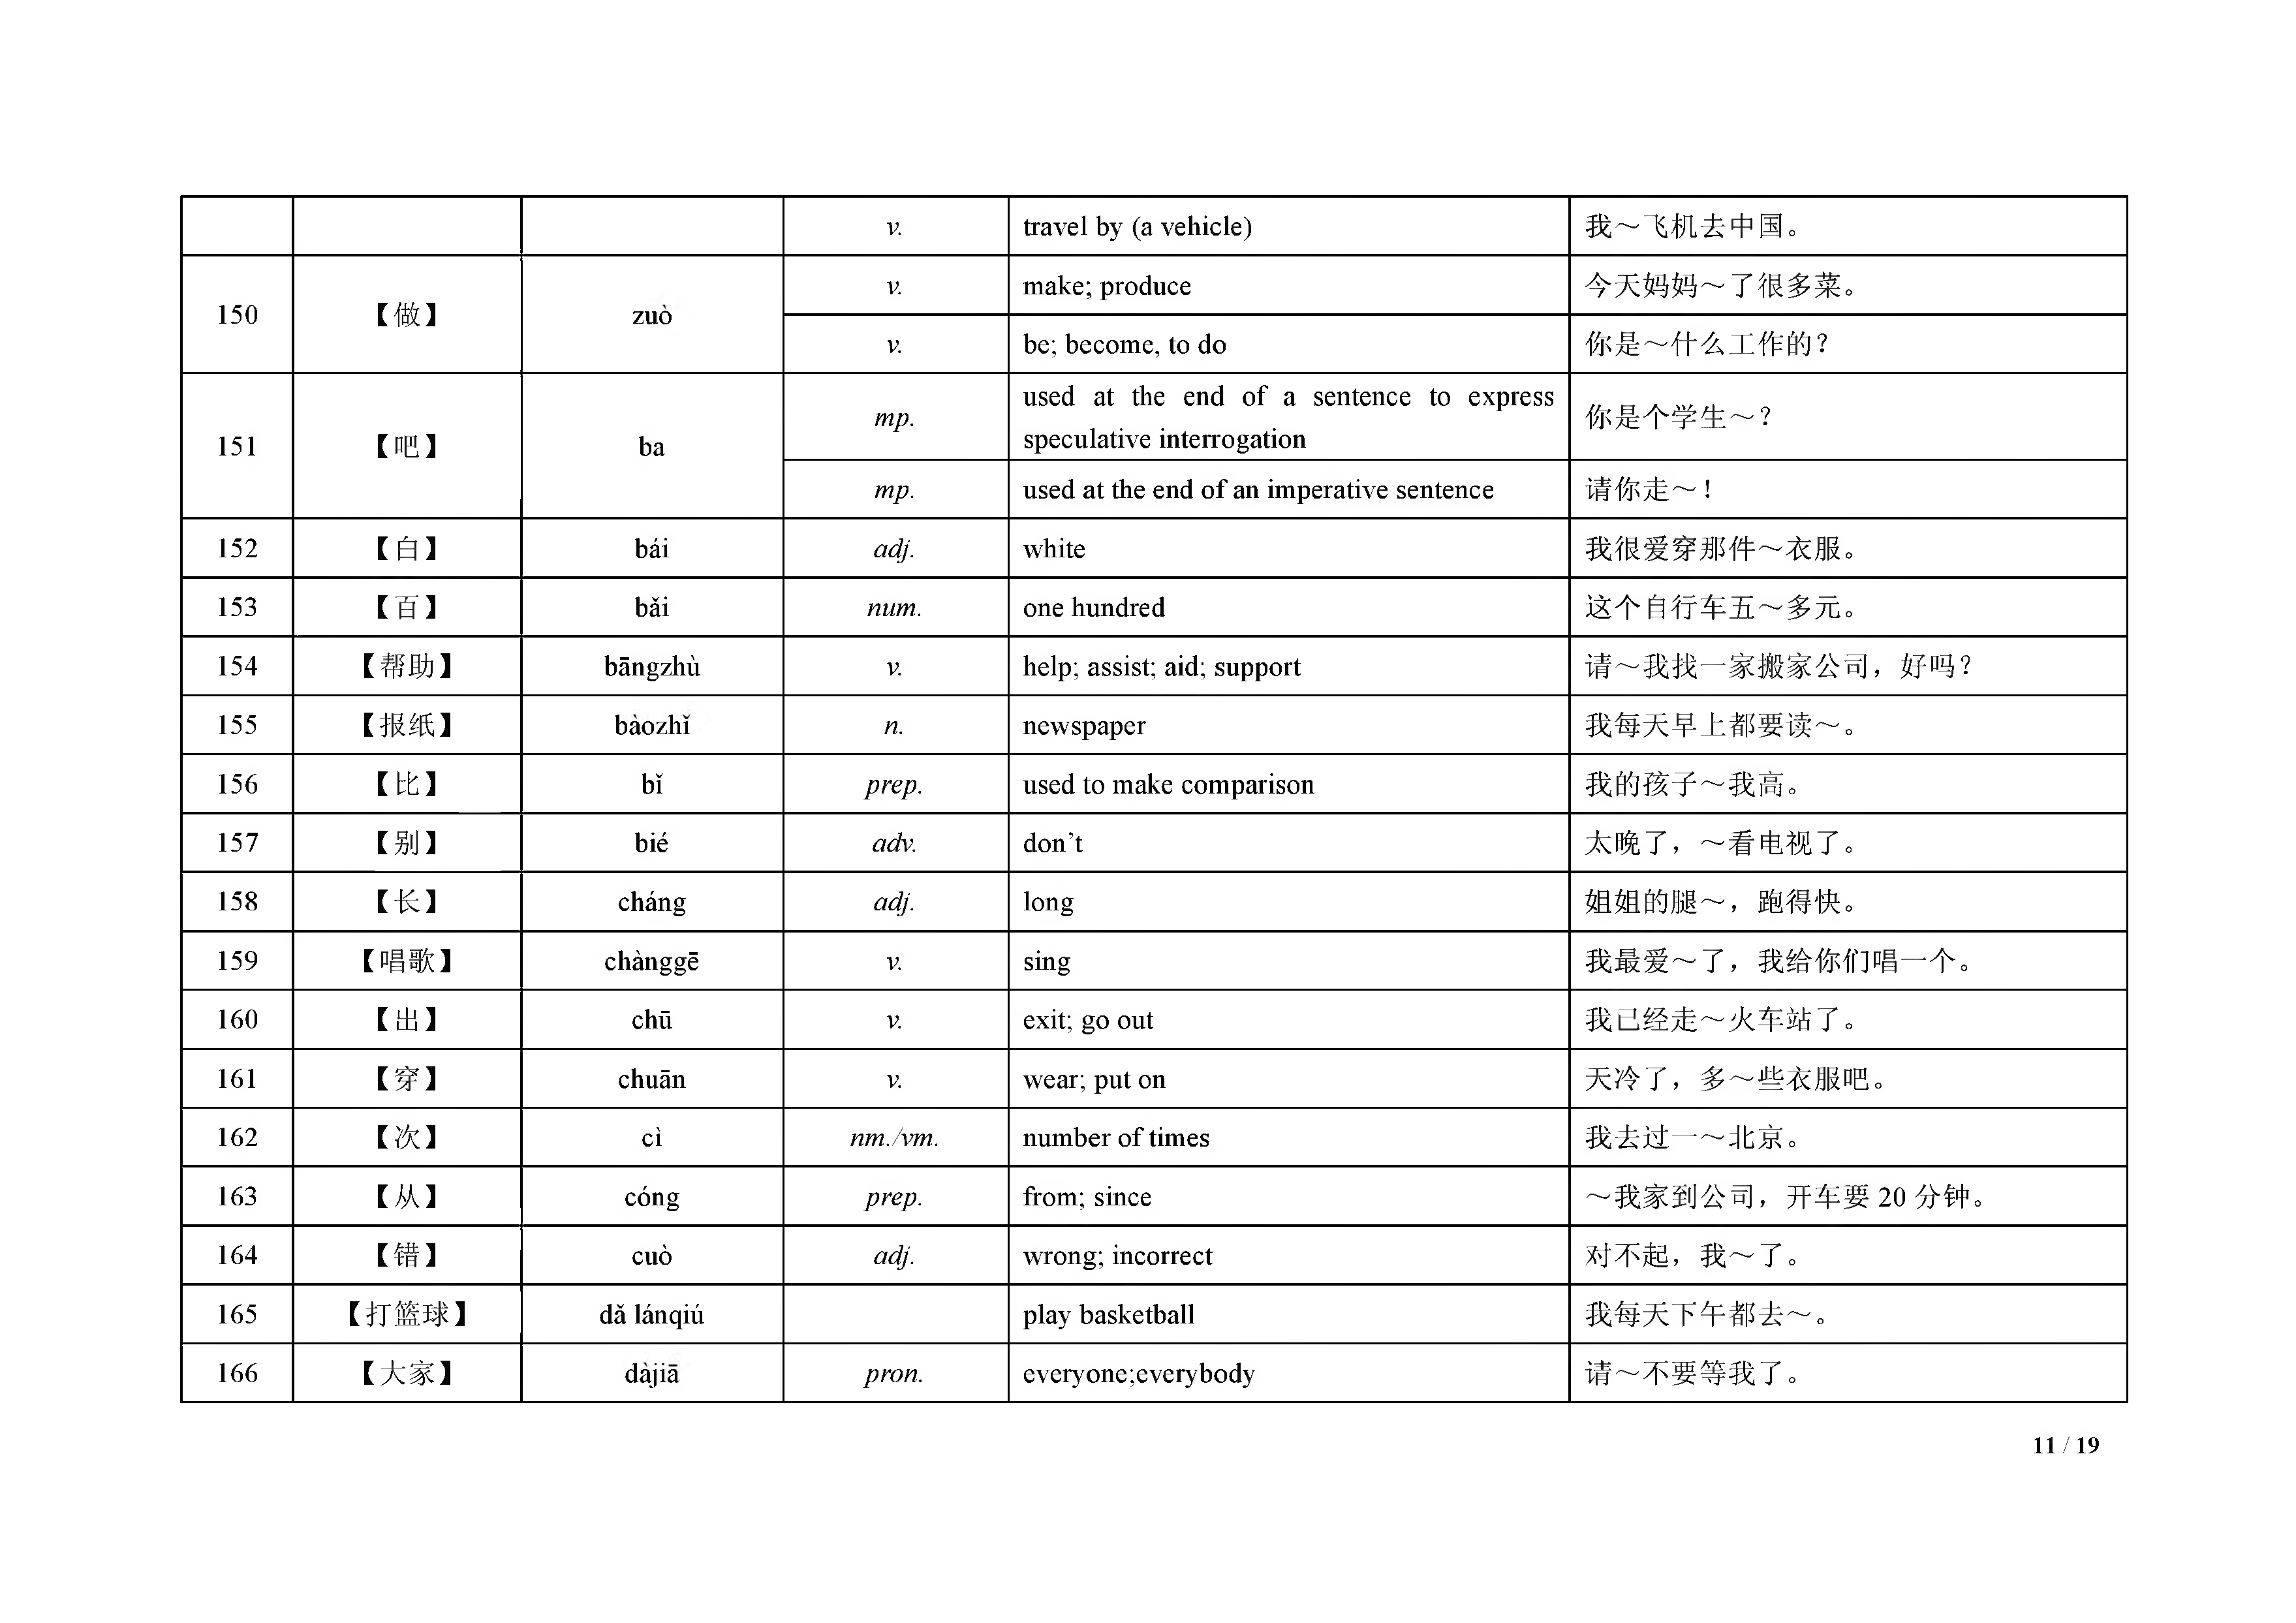 v. travel by (a vehicle) 我～飞机去中国。
150 【做】 zuò v. make; produce 今天妈妈～了很多菜。
v. be; become, to do 你是～什么工作的？
151 【吧】 ba mp. used at the end of a sentence to express
speculative interrogation 你是个学生～？
mp. used at the end of an imperative sentence 请你走～！
152 【白】 bái adj. white 我很爱穿那件～衣服。
153 【百】 bǎi num. one hundred 这个自行车五～多元。
154 【帮助】 bāngzhù v. help; assist; aid; support 请～我找一家搬家公司，好吗？
155 【报纸】 bàozhǐ n. newspaper 我每天早上都要读～。
156 【比】 bǐ prep. used to make comparison 我的孩子～我高。
157 【别】 bié adv. don’t 太晚了，～看电视了。
158 【长】 cháng adj. long 姐姐的腿～，跑得快。
159 【唱歌】 chànggē v. sing 我最爱～了，我给你们唱一个。
160 【出】 chū v. exit; go out 我已经走～火车站了。
161 【穿】 chuān v. wear; put on 天冷了，多～些衣服吧。
162 【次】 cì nm./vm. number of times 我去过一～北京。
163 【从】 cóng prep. from; since ～我家到公司，开车要 20 分钟。
164 【错】 cuò adj. wrong; incorrect 对不起，我～了。
165 【打篮球】 dǎ lánqiú play basketball 我每天下午都去～。
166 【大家】 dàjiā pron. everyone;everybody 请～不要等我了。
11 / 19